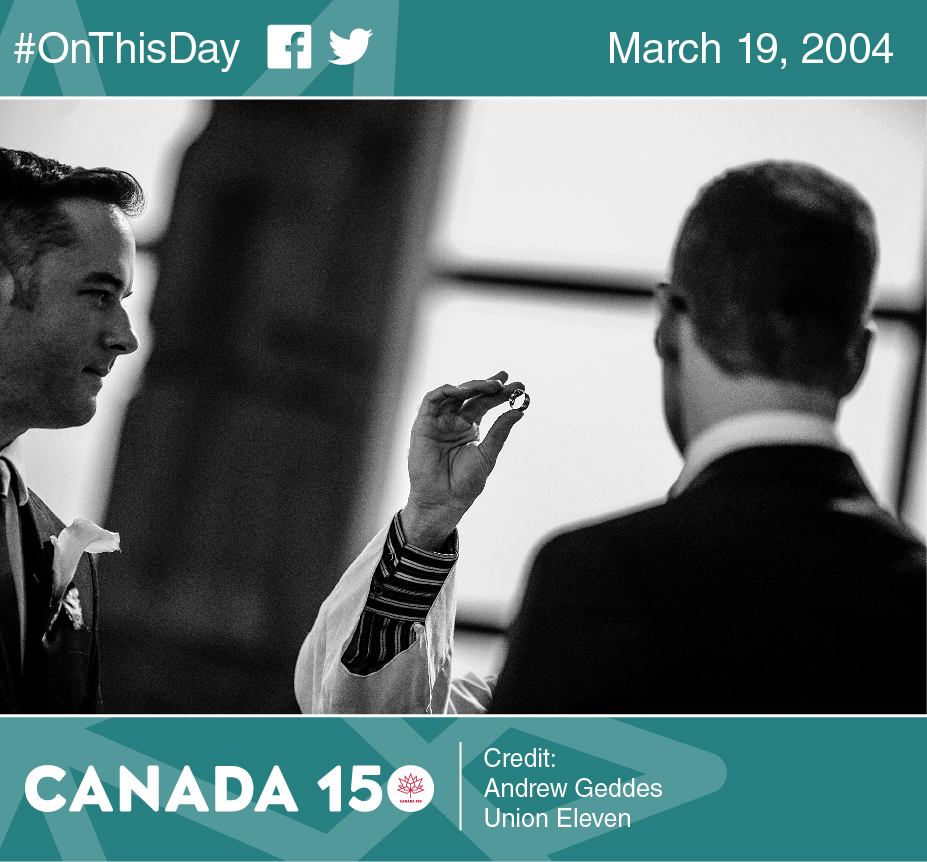 #OnThisDay
March 19, 2004
CANADA 150
CANADA 150
Credit:
Andrew Geddes
Union Eleven